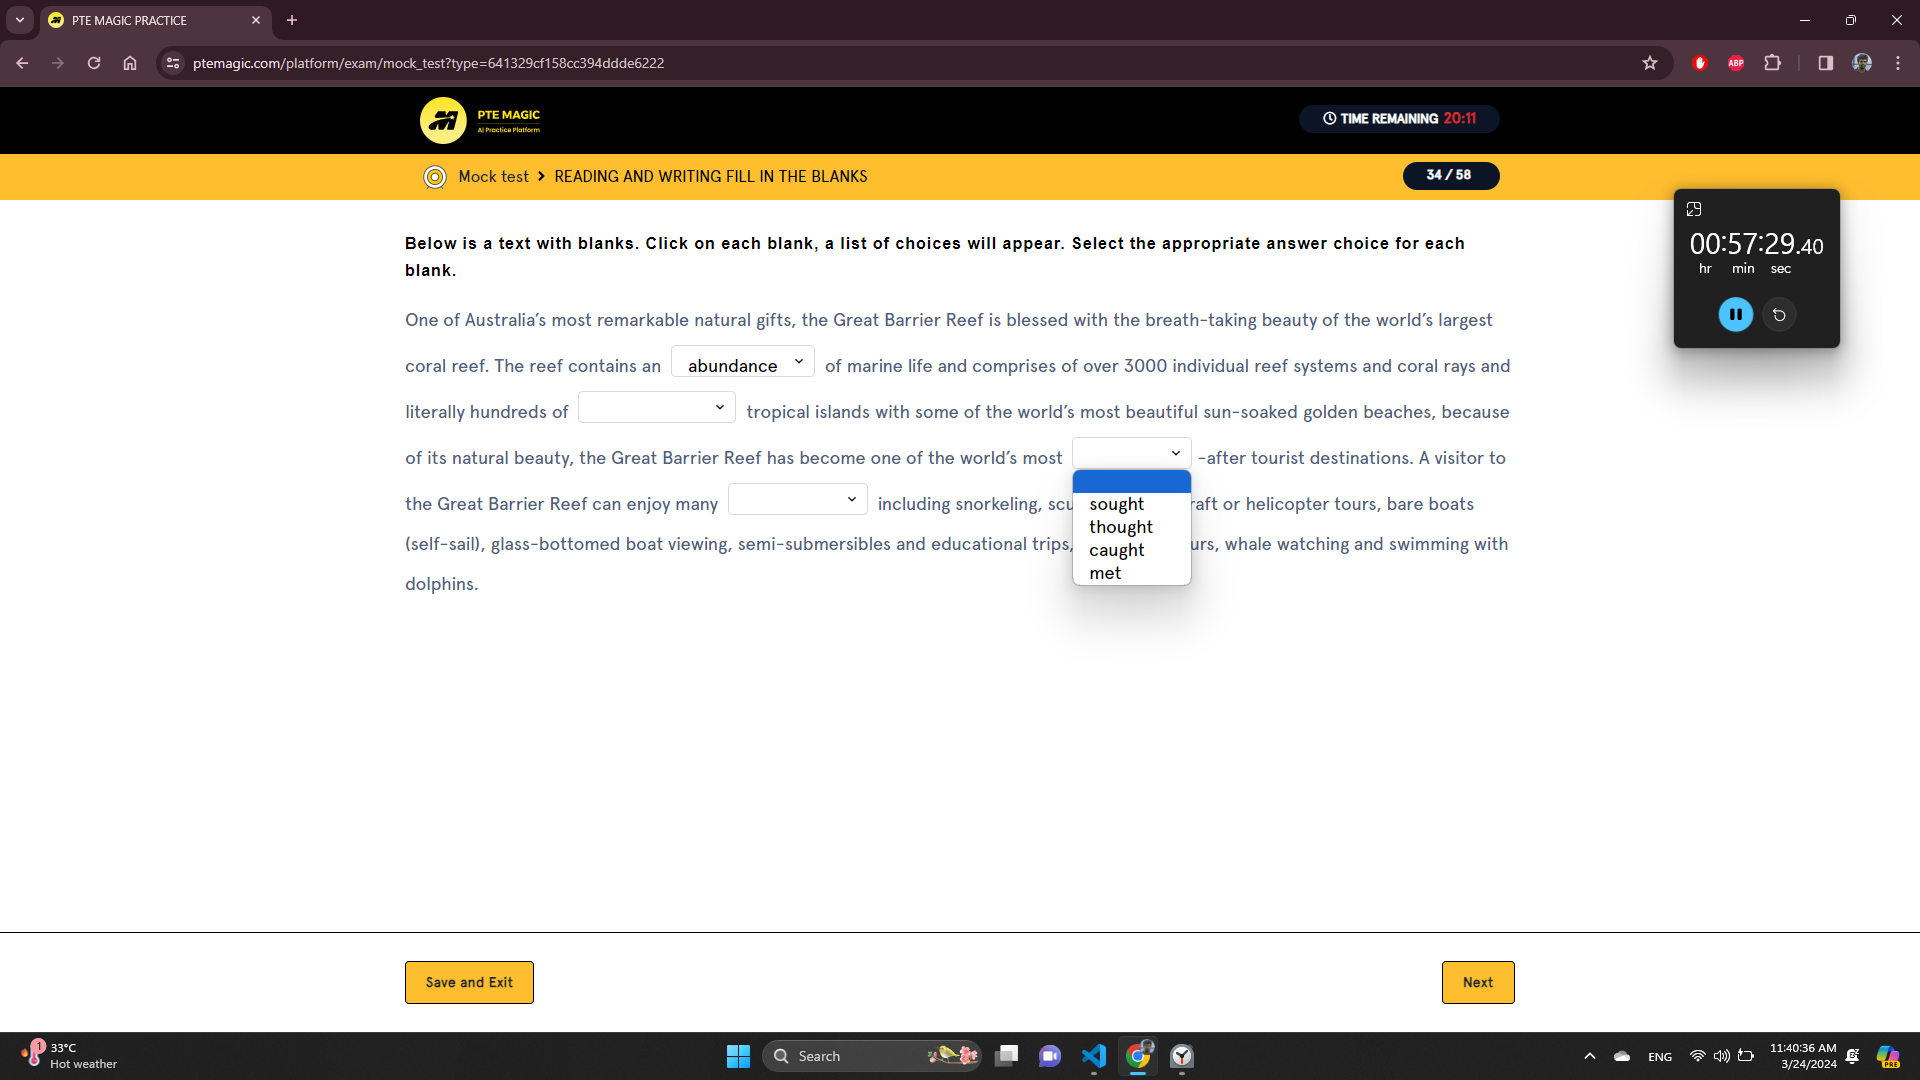 PTE MAGIC PRACTICE
ptemagic.com/platform/exam/mock_test?type=641329cf158cc394ddde6222
ABP
PTE MAGIC
AI Practice Platform
TIME REMAINING 20:11
Mock test > READING AND WRITING FILL IN THE BLANKS
34 / 58
00:57:29.40
hr min sec
Below is a text with blanks. Click on each blank, a list of choices will appear. Select the appropriate answer choice for each
blank.
One of Australia’s most remarkable natural gifts, the Great Barrier Reef is blessed with the breath-taking beauty of the world’s largest
coral reef. The reef contains an abundance of marine life and comprises of over 3000 individual reef systems and coral rays and
literally hundreds of tropical islands with some of the world’s most beautiful sun-soaked golden beaches, because
of its natural beauty, the Great Barrier Reef has become one of the world’s most -after tourist destinations. A visitor to
the Great Barrier Reef can enjoy many including snorkeling, or helicopter tours, bare boats
(self-sail), glass-bottomed boat viewing, semi-submersibles and educational trips, whale watching and swimming with
dolphins.
sought
thought
caught
met
Save and Exit
Next
1
33°C
Hot weather
Search
ENG
11:40:36 AM
3/24/2024
PRE